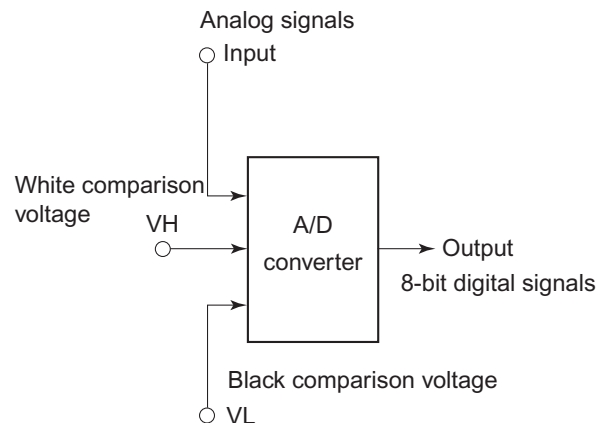 Analog signals
Input
White comparison
voltage
VH
A/D
converter
Output
8-bit digital signals
Black comparison voltage
VL